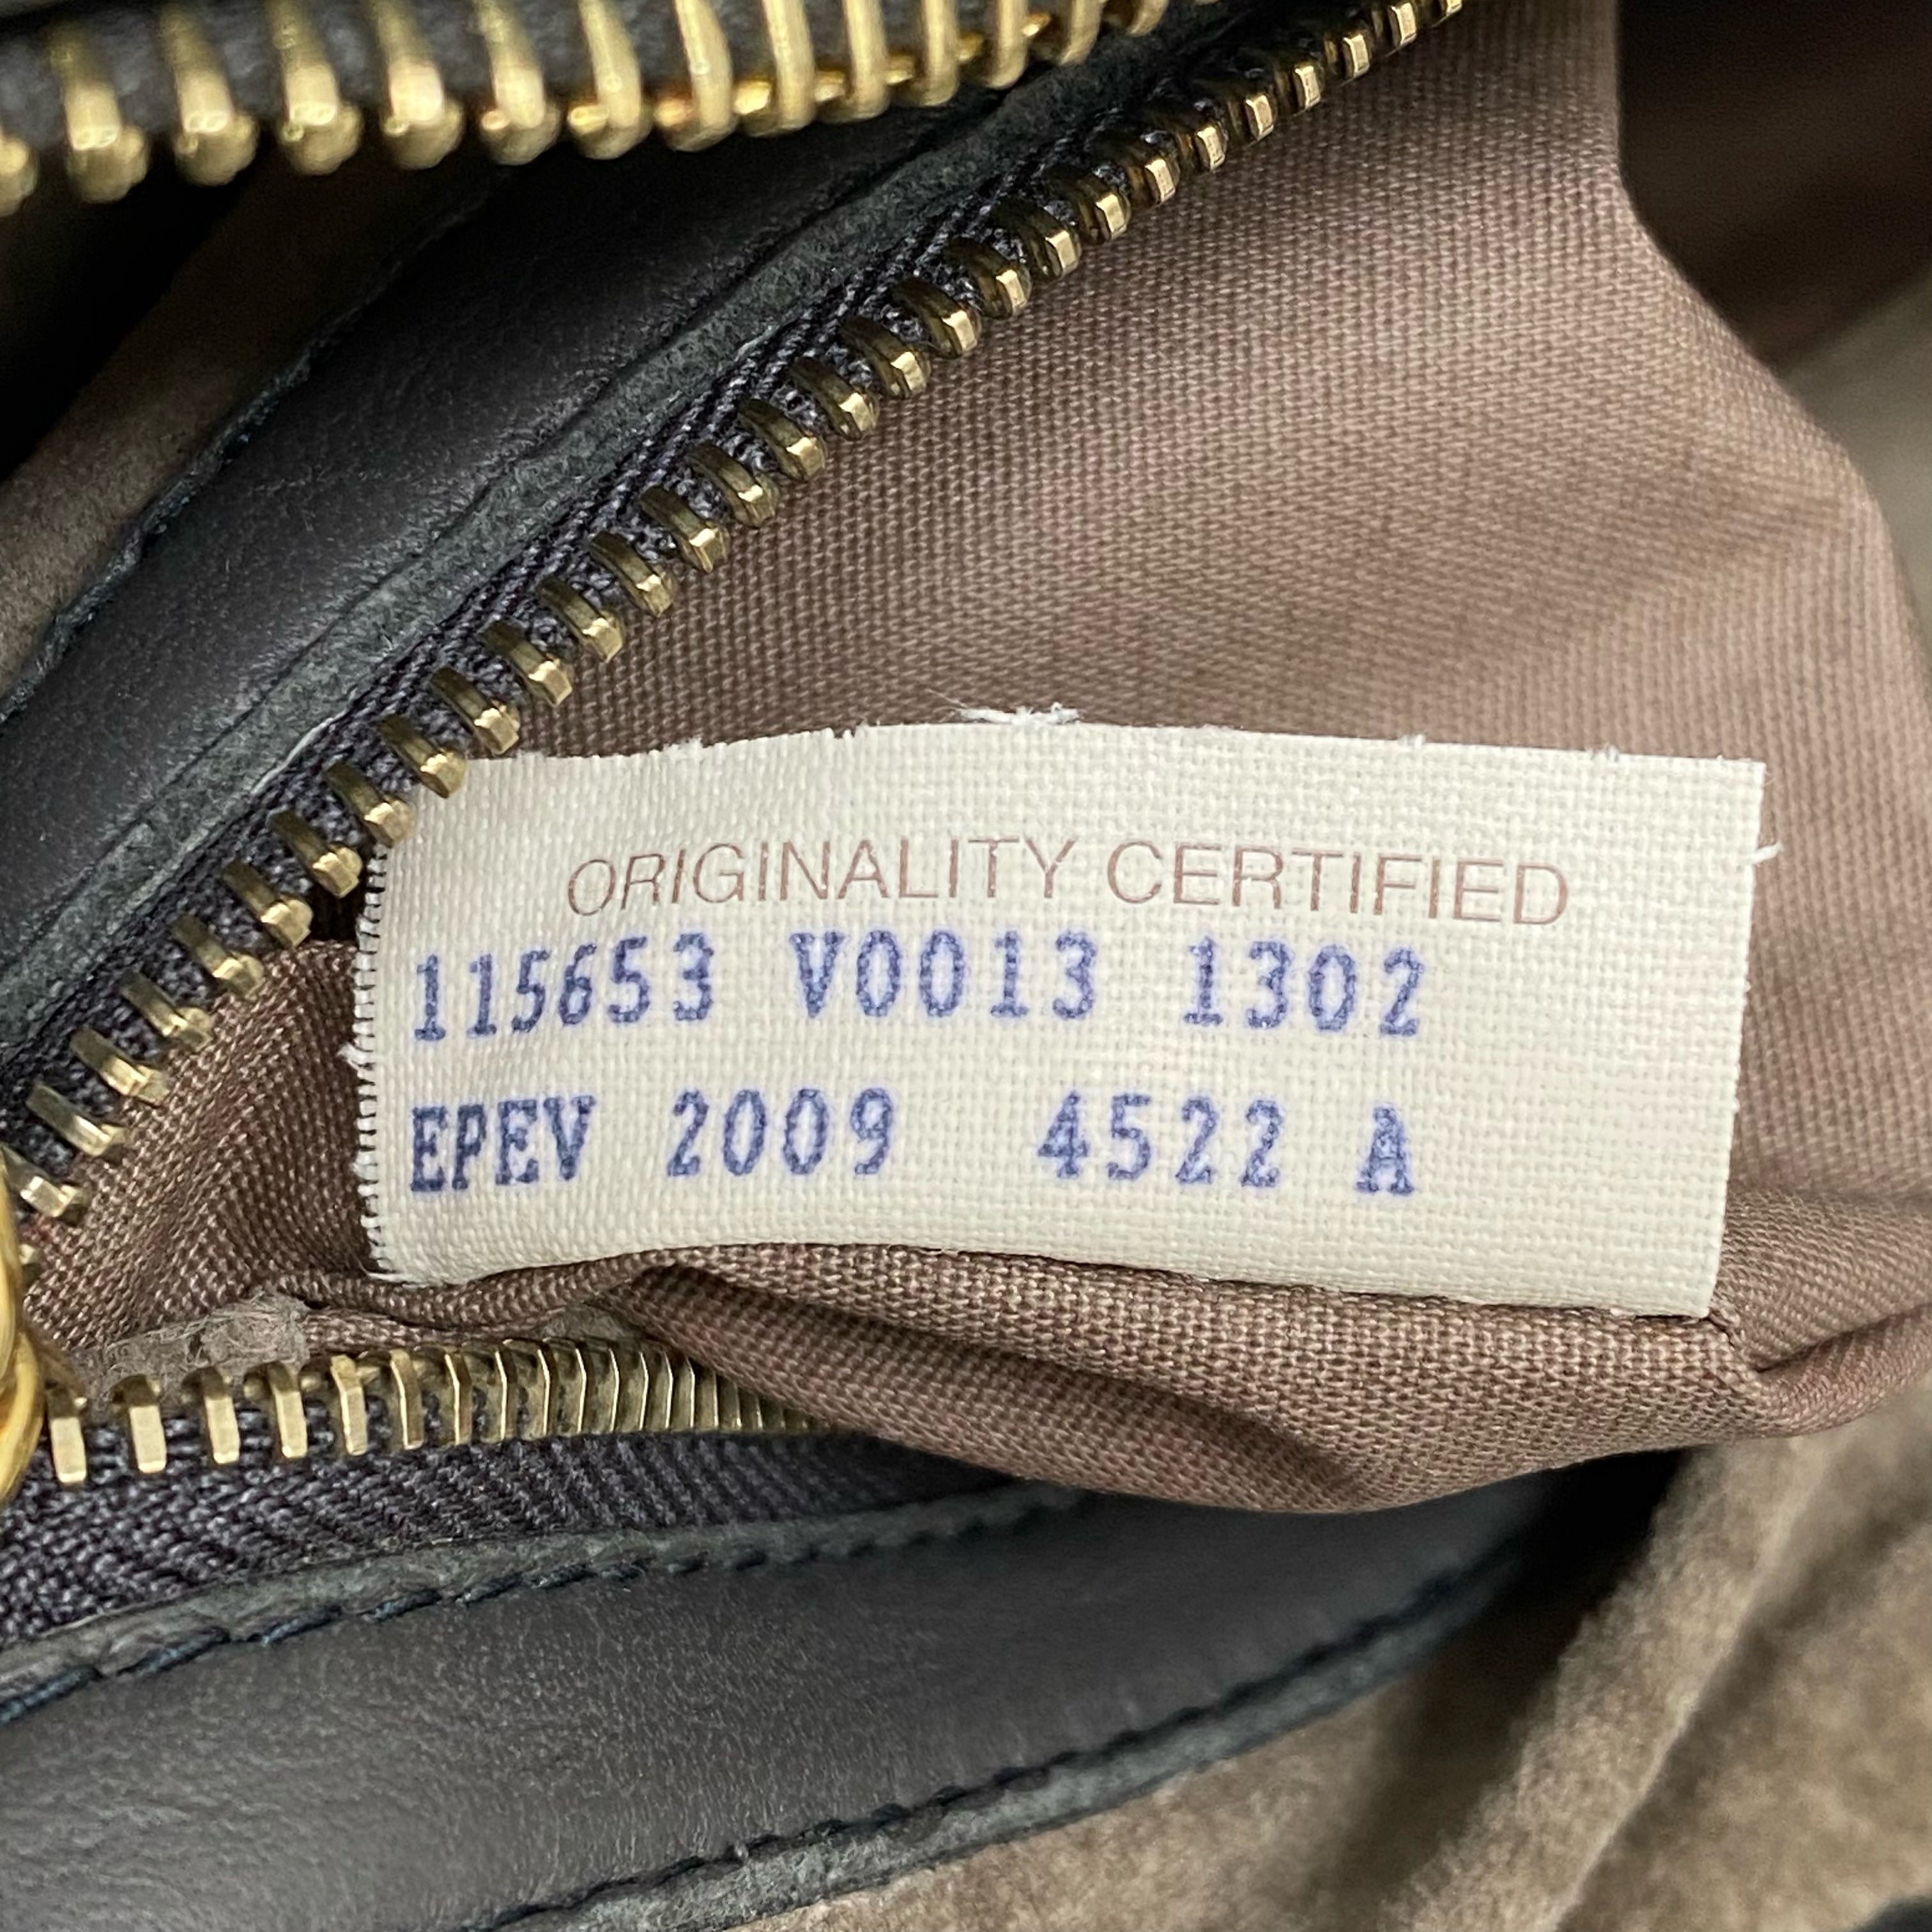 ORIGINALITY CERTIFIED
115653 V0013 1302
EPEV 2009 4522 A